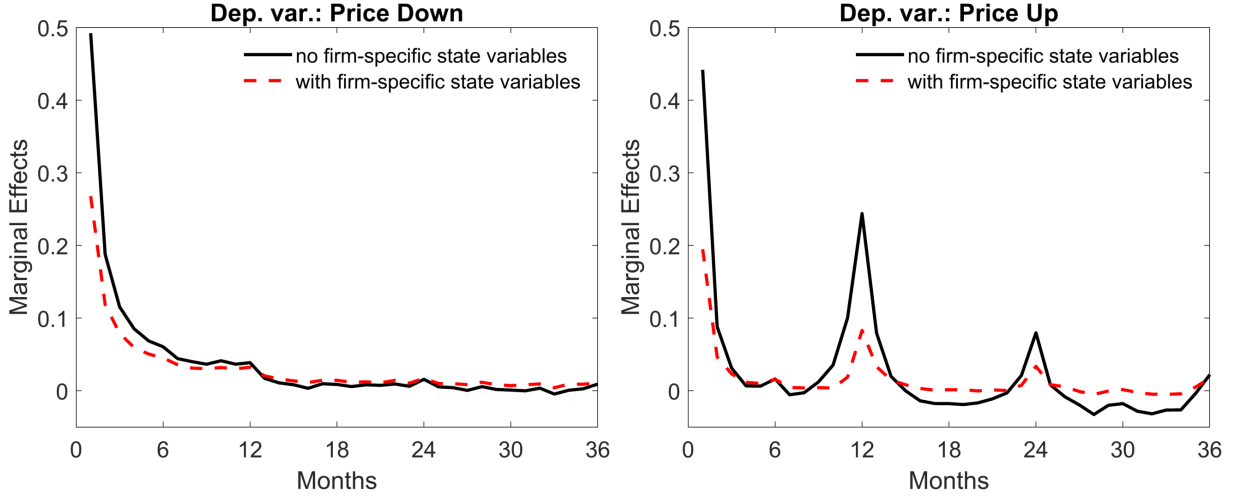 Dep. var.: Price Down
0.5
0.4
0.3
0.2
0.1
0
Marginal Effects
no firm-specific state variables
with firm-specific state variables
0 6 12 18 24 30 36
Months
Dep. var.: Price Up
0.5
0.4
0.3
0.2
0.1
0
Marginal Effects
no firm-specific state variables
with firm-specific state variables
0 6 12 18 24 30 36
Months